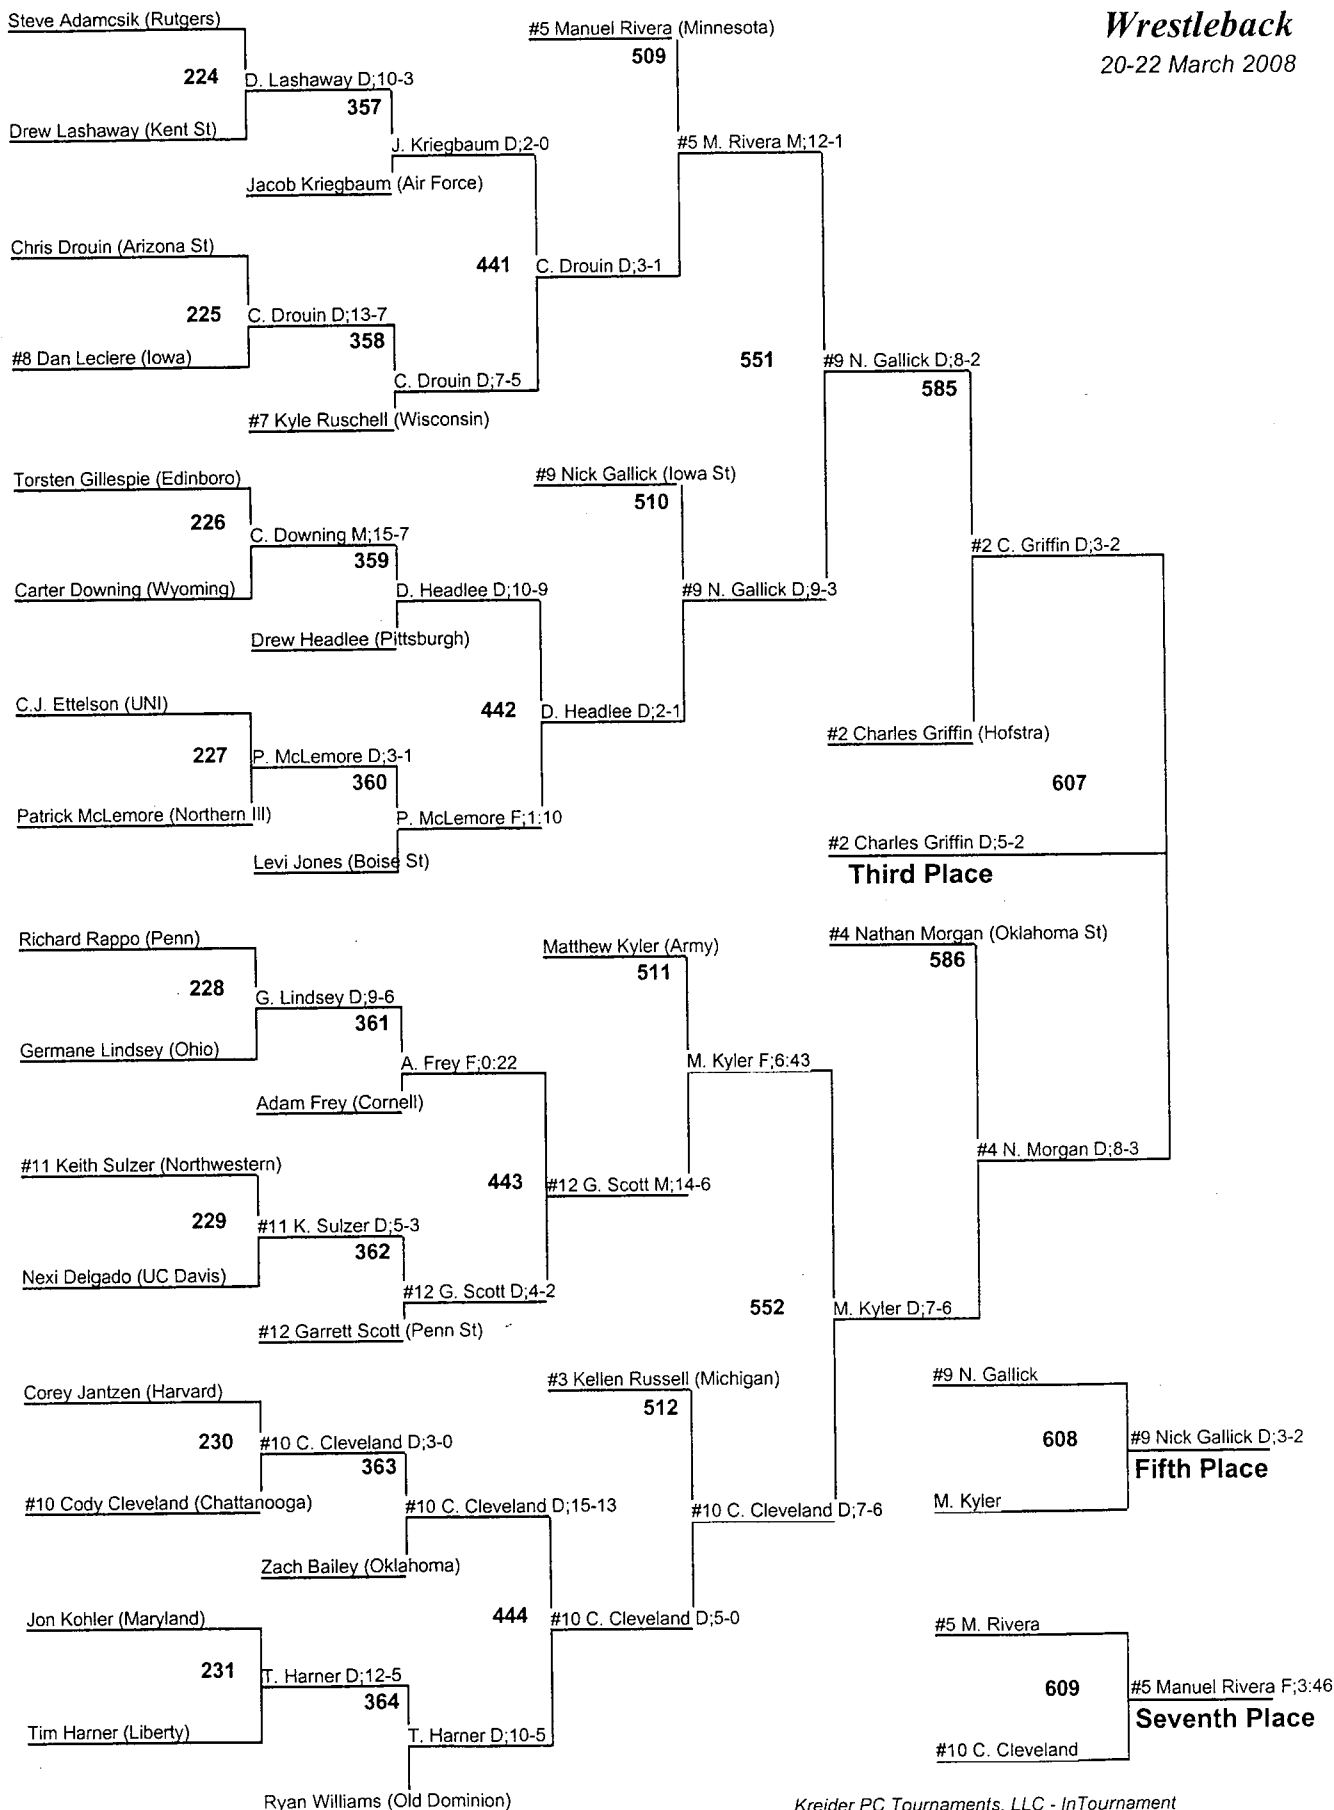 Wrestleback
20-22 March 2008
Steve Adamcsik (Rutgers)
224
D. Lashaway D;10-3
Drew Lashaway (Kent St)
357
J. Kriegbaum D;2-0
Jacob Kriegbaum (Air Force)
Chris Drouin (Arizona St)
225
C. Drouin D;13-7
#8 Dan Leclere (Iowa)
358
C. Drouin D;7-5
#7 Kyle Ruschell (Wisconsin)
441
C. Drouin D;3-1
#5 Manuel Rivera (Minnesota)
509
#5 M. Rivera M;12-1
Torsten Gillespie (Edinboro)
226
C. Downing M;15-7
Carter Downing (Wyoming)
359
D. Headlee D;10-9
Drew Headlee (Pittsburgh)
C.J. Ettelson (UNI)
227
P. McLemore D;3-1
Patrick McLemore (Northern Ill)
360
P. McLemore F;1:10
Levi Jones (Boise St)
442
D. Headlee D;2-1
#9 Nick Gallick (Iowa St)
510
#9 N. Gallick D;9-3
551
#9 N. Gallick D;8-2
585
#2 C. Griffin D;3-2
#2 Charles Griffin (Hofstra)
607
#2 Charles Griffin D;5-2
Third Place
Richard Rappo (Penn)
228
G. Lindsey D;9-6
Germane Lindsey (Ohio)
361
A. Frey F;0:22
Adam Frey (Cornell)
#11 Keith Sulzer (Northwestern)
229
#11 K. Sulzer D;5-3
Nexi Delgado (UC Davis)
362
#12 G. Scott D;4-2
#12 Garrett Scott (Penn St)
443
#12 G. Scott M;14-6
Matthew Kyler (Army)
511
M. Kyler F;6:43
Corey Jantzen (Harvard)
230
#10 C. Cleveland D;3-0
#10 Cody Cleveland (Chattanooga)
363
#10 C. Cleveland D;15-13
Zach Bailey (Oklahoma)
Jon Kohler (Maryland)
231
T. Harner D;12-5
Tim Harner (Liberty)
364
T. Harner D;10-5
Ryan Williams (Old Dominion)
444
#10 C. Cleveland D;5-0
#3 Kellen Russell (Michigan)
512
#10 C. Cleveland D;7-6
552
M. Kyler D;7-6
#4 Nathan Morgan (Oklahoma St)
586
#4 N. Morgan D;8-3
#9 N. Gallick
608
#9 Nick Gallick D;3-2
Fifth Place
M. Kyler
#5 M. Rivera
609
#5 Manuel Rivera F;3:46
Seventh Place
#10 C. Cleveland
Kreider PC Tournaments, LLC - InTournament